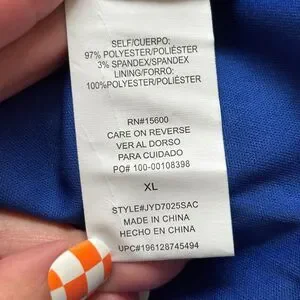 SELF/CUERPO:
97% POLYESTER/POLIÉSTER
3% SPANDEX/SPANDEX
LINING/FORRO:
100%POLYESTER/POLIÉSTER
RN#15600
CARE ON REVERSE
VER AL DORSO
PARA CUIDADO
PO# 100-00108398
XL
STYLE#JYD7025SAC
MADE IN CHINA
HECHO EN CHINA
UPC#196128745494